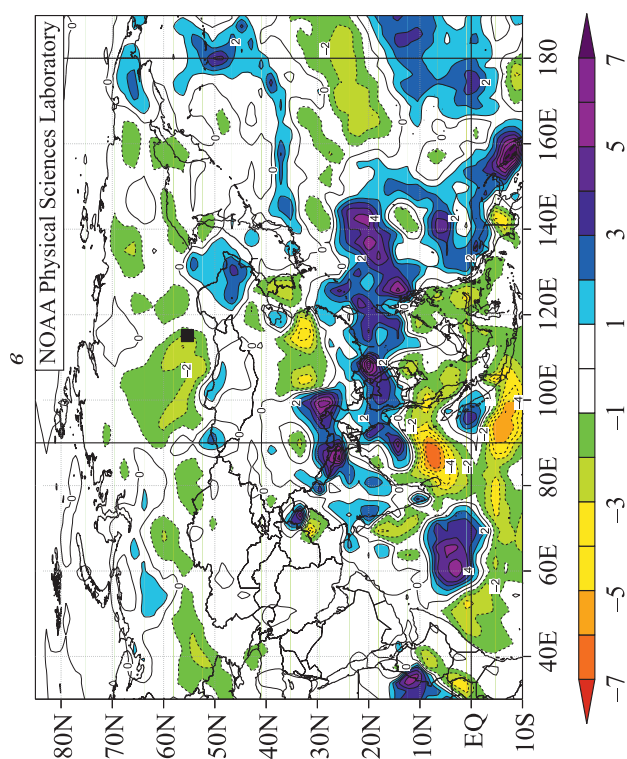 в
NOAA Physical Sciences Laboratory
80N
70N
60N
50N
40N
30N
20N
10N
EQ
10S
40E
60E
80E
100E
120E
140E
160E
180
−7
−5
−3
−1
1
3
5
7